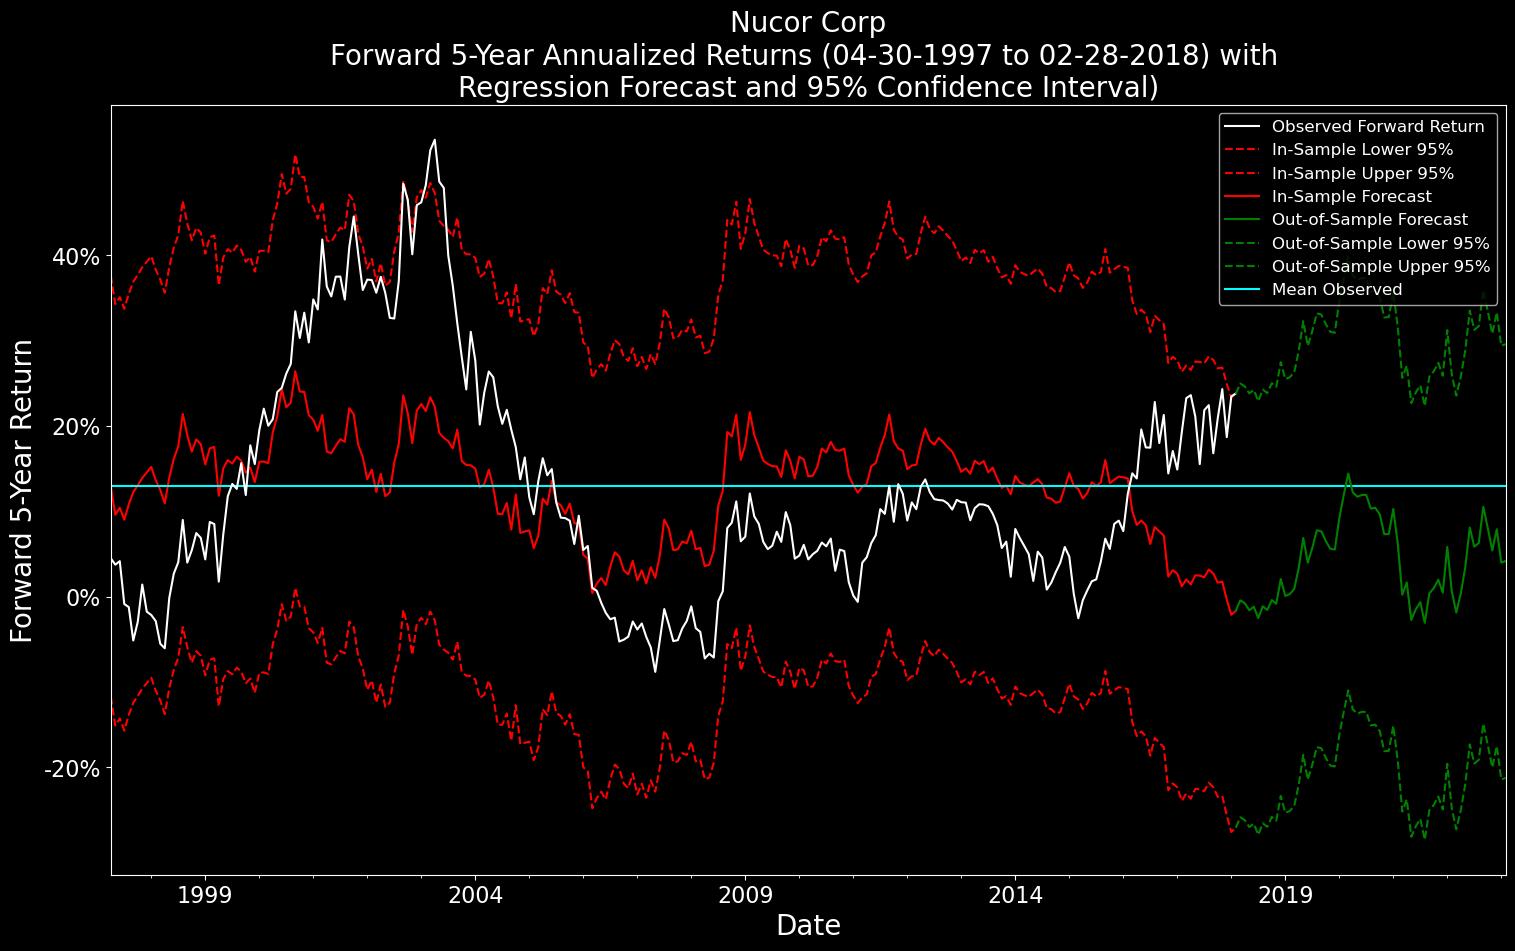 Nucor Corp
Forward 5-Year Annualized Returns (04-30-1997 to 02-28-2018) with
Regression Forecast and 95% Confidence Interval)
Observed Forward Return
In-Sample Lower 95%
In-Sample Upper 95%
In-Sample Forecast
Out-of-Sample Forecast
Out-of-Sample Lower 95%
Out-of-Sample Upper 95%
Mean Observed
Forward 5-Year Return
40%
20%
0%
-20%
1999
2004
2009
2014
2019
Date